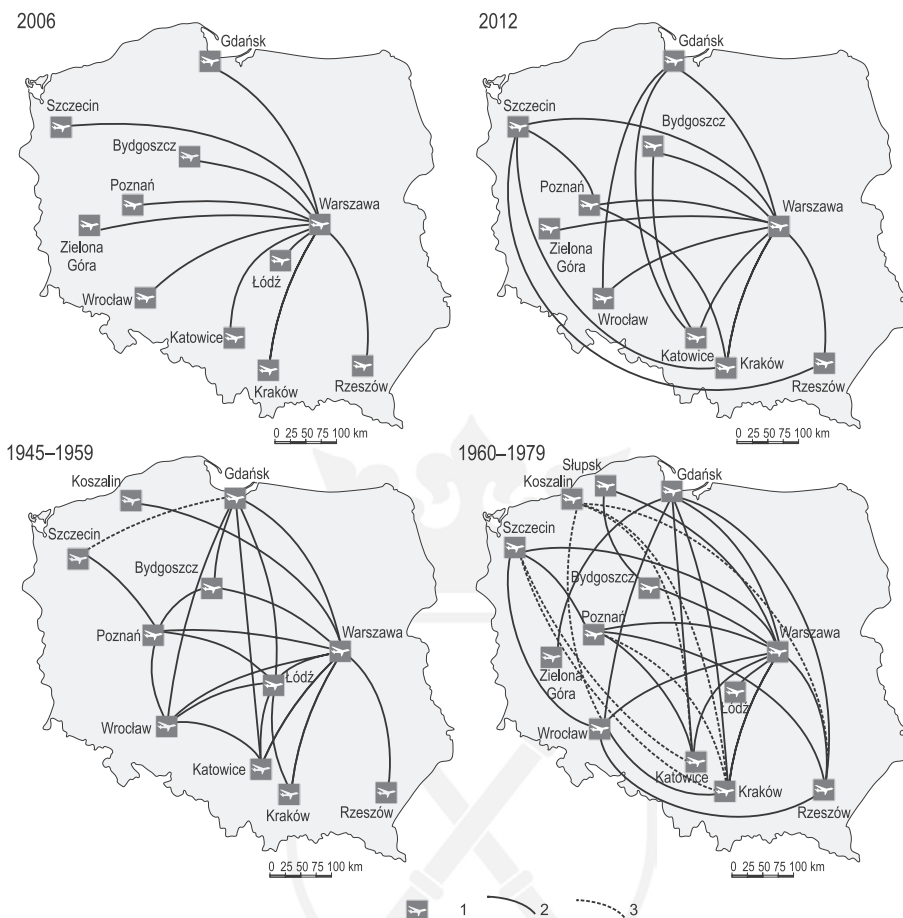 2006
Gdańsk
Szczecin
Bydgoszcz
Poznań
Warszawa
Zielona
Góra
Łódź
Wrocław
Katowice
Kraków
Rzeszów
0 25 50 75 100 km
2012
Gdańsk
Szczecin
Bydgoszcz
Poznań
Warszawa
Zielona
Góra
Wrocław
Katowice
Kraków
Rzeszów
0 25 50 75 100 km
1945–1959
Koszalin
Gdańsk
Szczecin
Bydgoszcz
Poznań
Warszawa
Łódź
Wrocław
Katowice
Kraków
Rzeszów
0 25 50 75 100 km
1960–1979
Słupsk
Koszalin
Gdańsk
Szczecin
Bydgoszcz
Poznań
Warszawa
Zielona
Góra
Łódź
Wrocław
Katowice
Kraków
Rzeszów
0 25 50 75 100 km
1 2 3